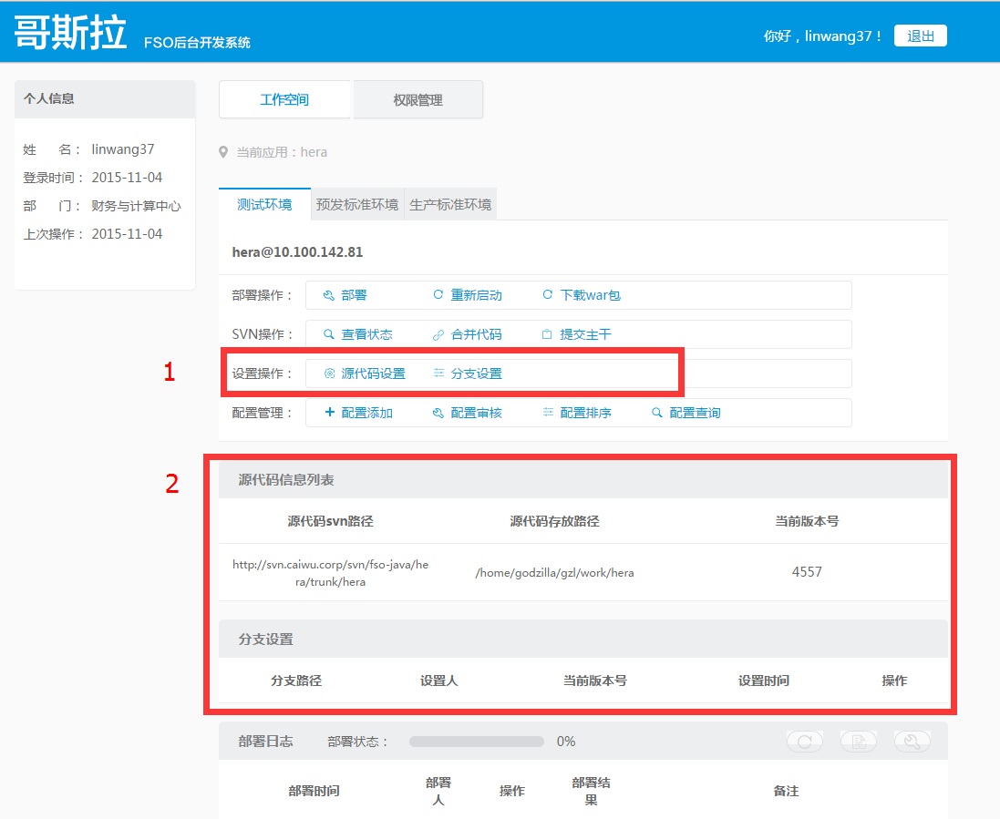 哥斯拉 FSO后台开发系统 你好，linwang37！ 退出
个人信息
姓 名： linwang37
登录时间： 2015-11-04
部 门： 财务与计算中心
上次操作： 2015-11-04
工作空间 权限管理
当前应用：hera
测试环境 预发标准环境 生产标准环境
hera@10.100.142.81
部署操作： 部署 重新启动 下载war包
SVN操作： 查看状态 合并代码 提交主干
1 设置操作： 源代码设置 分支设置
配置管理： 配置添加 配置审核 配置排序 配置查询
2 源代码信息列表
源代码svn路径 源代码存放路径 当前版本号
http://svn.caiwu.corp/svn/fso-java/he
ra/trunk/hera /home/godzilla/gzl/work/hera 4557
分支设置
分支路径 设置人 当前版本号 设置时间 操作
部署日志 部署状态： 0%
部署时间 部署
人 操作 部署结
果 备注